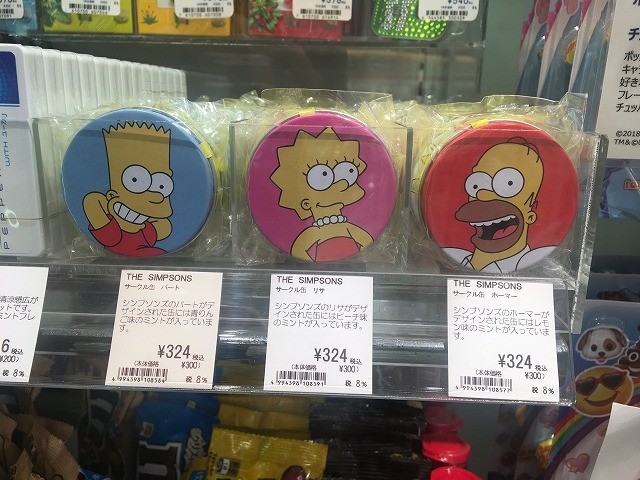 ¥540
©2018
THE SIMPSONS
サークル缶 バート
シンプソンズのバートがデ
ザインされた缶には青りん
ご味のミントが入っていま
す。
¥324 税込
(本体価格 ¥300)
4994398108584
税 8%
THE SIMPSONS
サークル缶 リサ
シンプソンズのリサがデザ
インされた缶にはピーチ味
のミントが入っています。
¥324 税込
(本体価格 ¥300)
4994398108591
税 8%
THE SIMPSONS
サークル缶 ホーマー
シンプソンズのホーマーが
デザインされた缶にはレモ
ン味のミントが入っていま
す。
¥324 税込
(本体価格 ¥300)
税 8%
税 8%